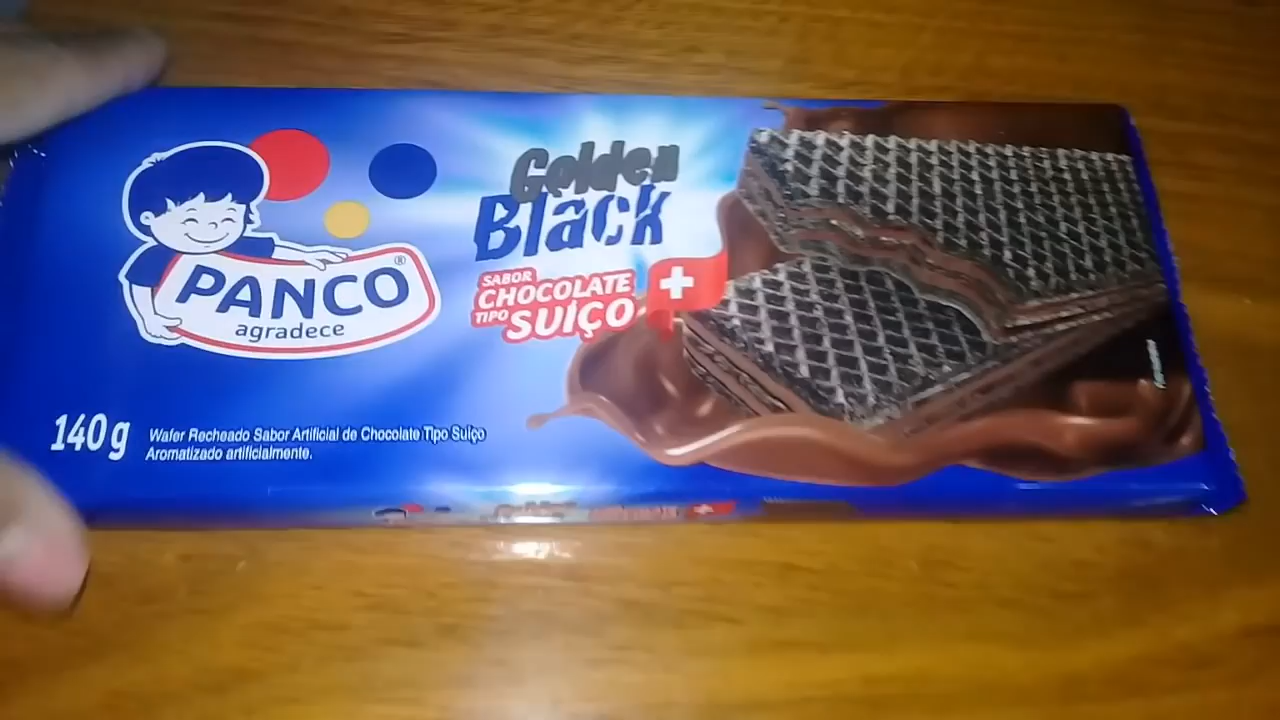 PANCO®
agradece
Golden
Black
SABOR
CHOCOLATE
TIPO SUIÇO
140g
Wafer Recheado Sabor Artificial de Chocolate Tipo Suíço
Aromatizado artificialmente.